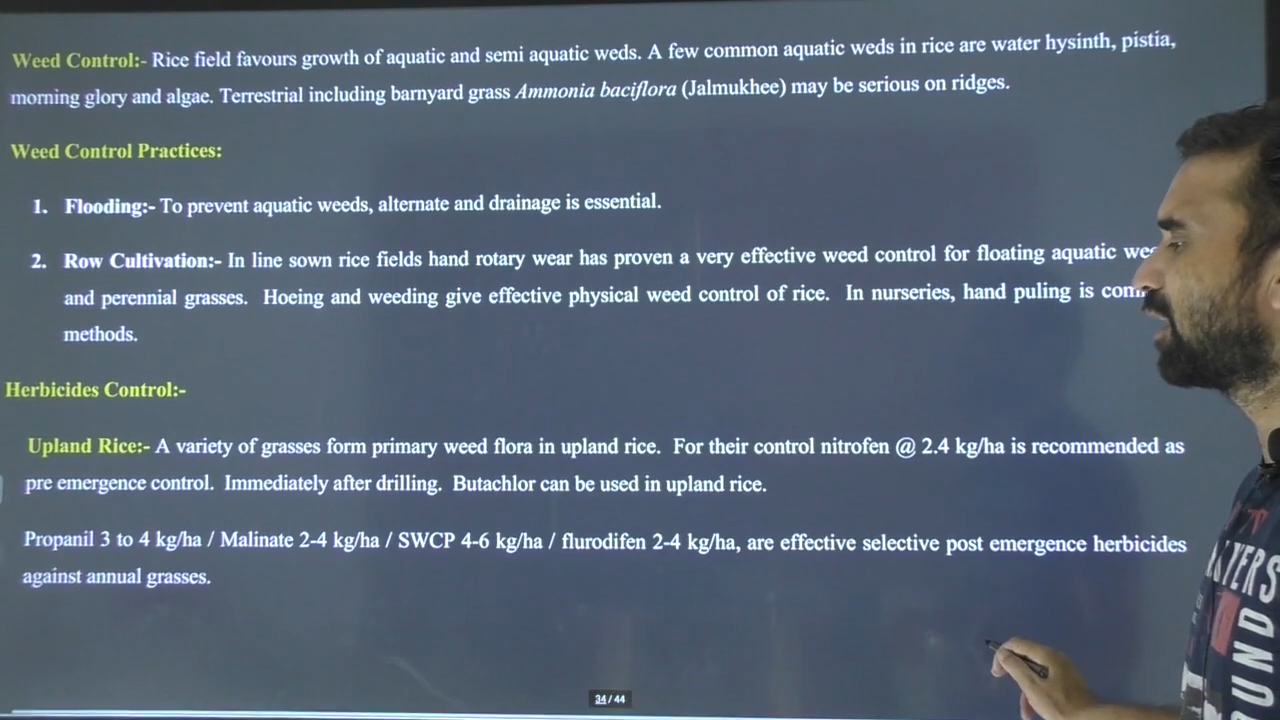 Weed Control:- Rice field favours growth of aquatic and semi aquatic weds. A few common aquatic weds in rice are water hysinth, pistia,
morning glory and algae. Terrestrial including barnyard grass Ammonia baciflora (Jalmukhee) may be serious on ridges.
Weed Control Practices:
1. Flooding:- To prevent aquatic weeds, alternate and drainage is essential.
2. Row Cultivation:- In line sown rice fields hand rotary wear has proven a very effective weed control for floating aquatic
and perennial grasses. Hoeing and weeding give effective physical weed control of rice. In nurseries, hand puling is
methods.
Herbicides Control:-
Upland Rice:- A variety of grasses form primary weed flora in upland rice. For their control nitrofen @ 2.4 kg/ha is recommended as
pre emergence control. Immediately after drilling. Butachlor can be used in upland rice.
Propanil 3 to 4 kg/ha / Malinate 2-4 kg/ha / SWCP 4-6 kg/ha / flurodifen 2-4 kg/ha, are effective selective post emergence herbicides
against annual grasses.
34 / 44